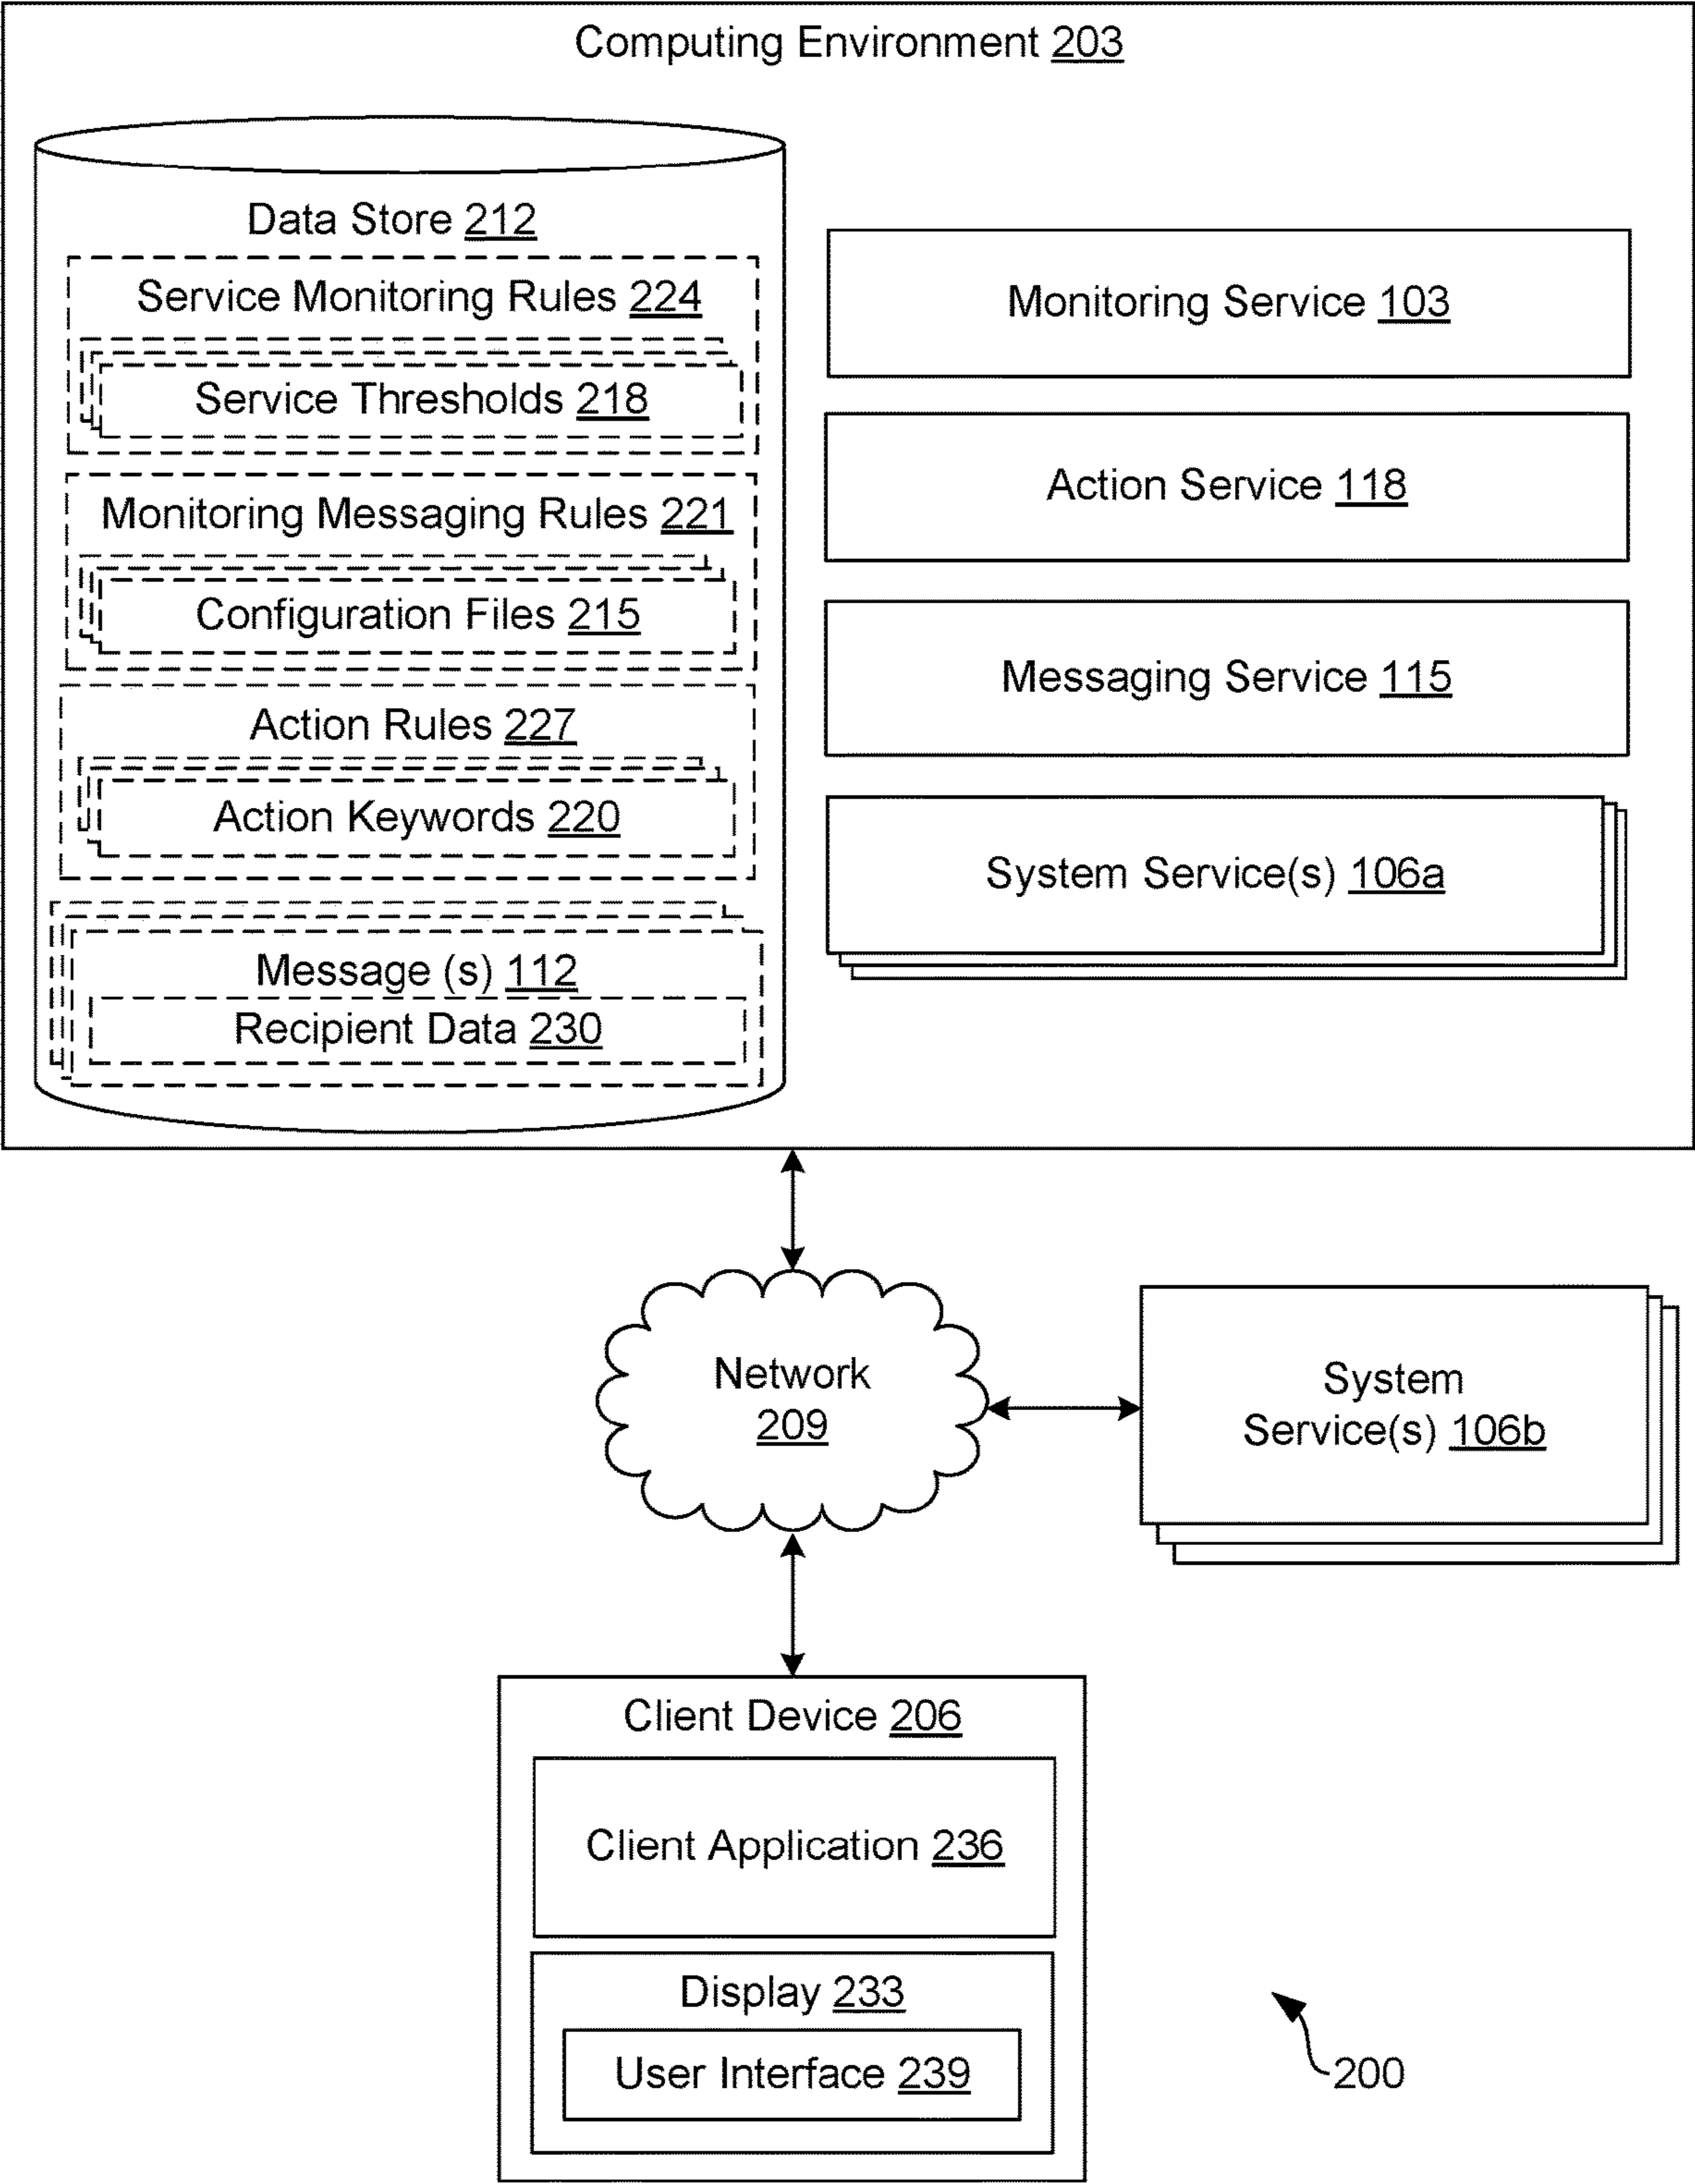 Computing Environment 203
Data Store 212
Service Monitoring Rules 224
Service Thresholds 218
Monitoring Messaging Rules 221
Configuration Files 215
Action Rules 227
Action Keywords 220
Message (s) 112
Recipient Data 230
Monitoring Service 103
Action Service 118
Messaging Service 115
System Service(s) 106a
Network
209
System
Service(s) 106b
Client Device 206
Client Application 236
Display 233
User Interface 239
200